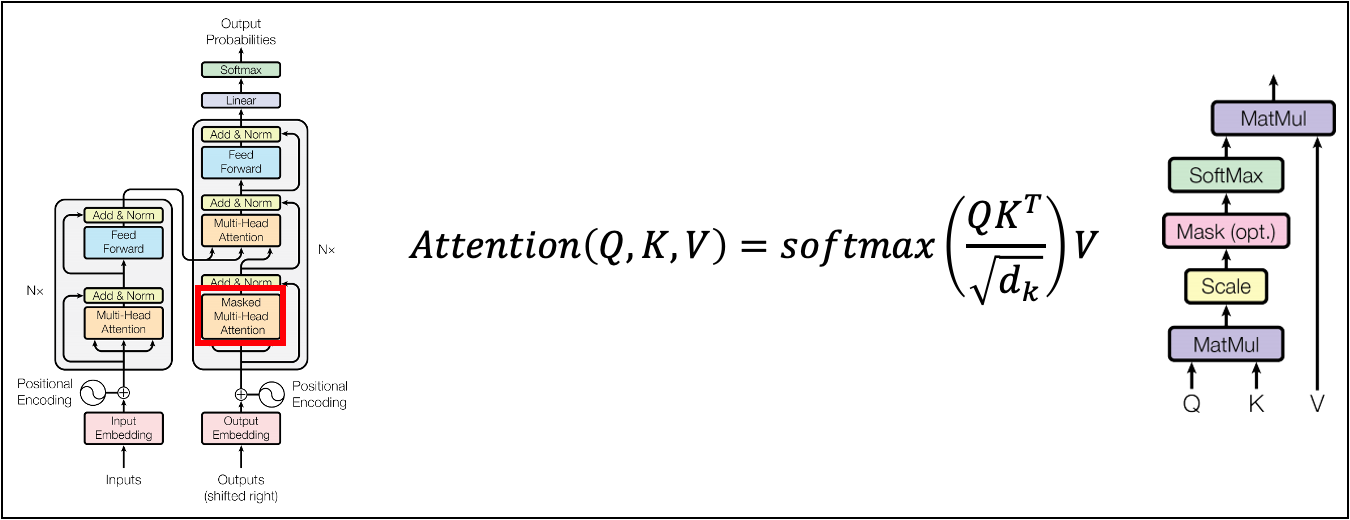 Output
Probabilities
Softmax
Linear
Add & Norm
Feed
Forward
Add & Norm
Multi-Head
Attention
Nx
Add & Norm
Masked
Multi-Head
Attention
Add & Norm
Feed
Forward
Nx
Add & Norm
Multi-Head
Attention
Positional
Encoding
Positional
Encoding
Input
Embedding
Output
Embedding
Inputs
Outputs
(shifted right)
Attention(Q, K, V) = softmax(QK^T / √d_k)V
MatMul
SoftMax
Mask (opt.)
Scale
MatMul
Q K V